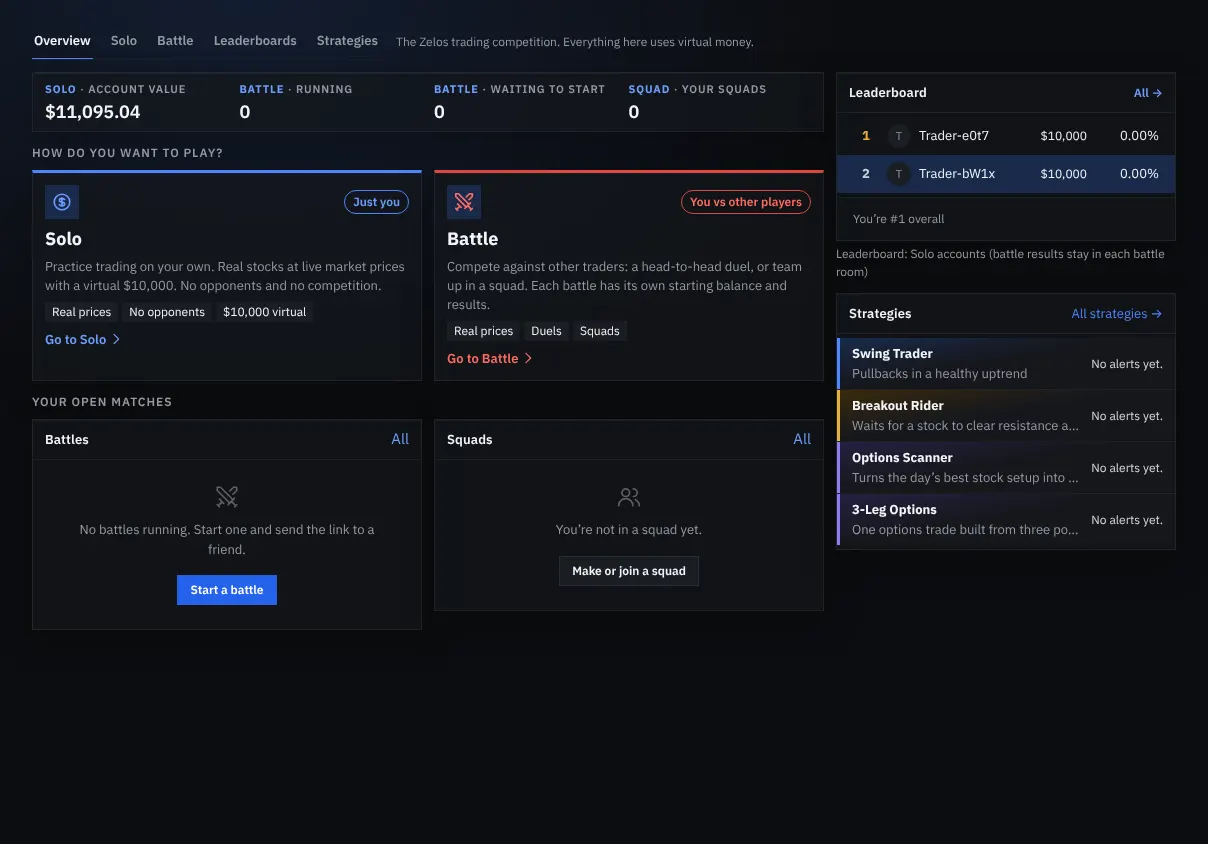 Overview Solo Battle Leaderboards Strategies The Zelos trading competition. Everything here uses virtual money.
SOLO · ACCOUNT VALUE
$11,095.04
BATTLE · RUNNING
0
BATTLE · WAITING TO START
0
SQUAD · YOUR SQUADS
0
HOW DO YOU WANT TO PLAY?
Just you
Solo
Practice trading on your own. Real stocks at live market prices
with a virtual $10,000. No opponents and no competition.
Real prices No opponents $10,000 virtual
Go to Solo >
You vs other players
Battle
Compete against other traders: a head-to-head duel, or team
up in a squad. Each battle has its own starting balance and
results.
Real prices Duels Squads
Go to Battle >
YOUR OPEN MATCHES
Battles All
No battles running. Start one and send the link to a
friend.
Start a battle
Squads All
You’re not in a squad yet.
Make or join a squad
Leaderboard All →
1 T Trader-e0t7 $10,000 0.00%
2 T Trader-bW1x $10,000 0.00%
You’re #1 overall
Leaderboard: Solo accounts (battle results stay in each battle
room)
Strategies All strategies →
Swing Trader
Pullbacks in a healthy uptrend
No alerts yet.
Breakout Rider
Waits for a stock to clear resistance a...
No alerts yet.
Options Scanner
Turns the day’s best stock setup into ...
No alerts yet.
3-Leg Options
One options trade built from three po...
No alerts yet.